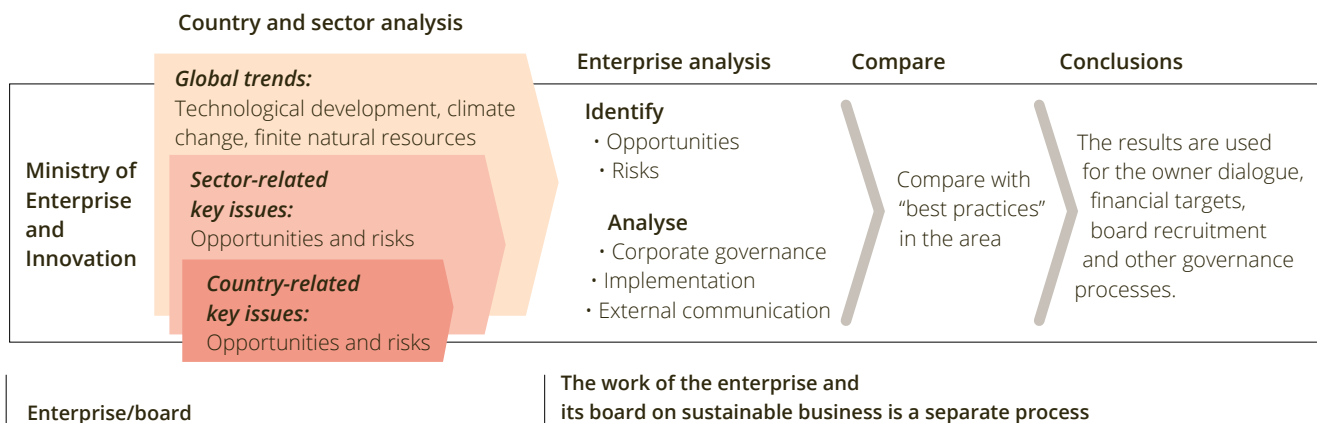 Country and sector analysis
Enterprise analysis
Compare
Conclusions
Ministry of
Enterprise
and
Innovation
Global trends:
Technological development, climate
change, finite natural resources
Sector-related
key issues:
Opportunities and risks
Country-related
key issues:
Opportunities and risks
Identify
· Opportunities
· Risks
Analyse
· Corporate governance
· Implementation
· External communication
Compare with
“best practices”
in the area
The results are used
for the owner dialogue,
financial targets,
board recruitment
and other governance
processes.
Enterprise/board
The work of the enterprise and
its board on sustainable business is a separate process